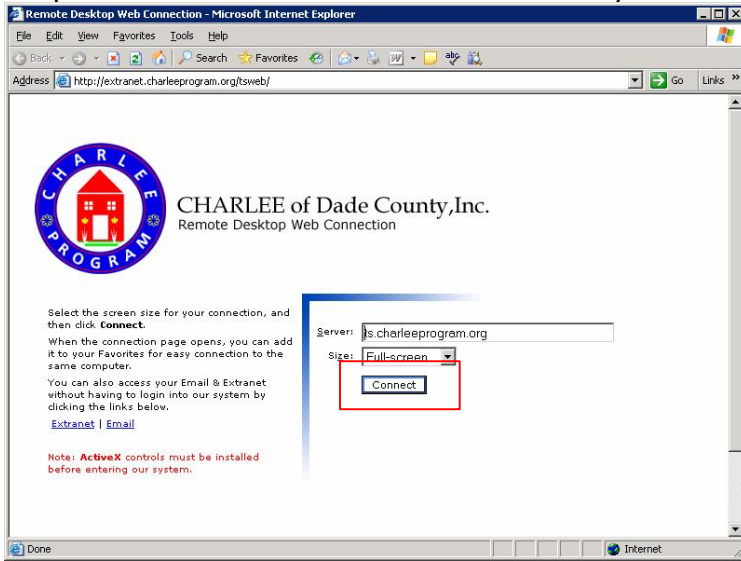 Remote Desktop Web Connection - Microsoft Internet Explorer
File Edit View Favorites Tools Help
Back Search Favorites
Address http://extranet.charleeprogram.org/tsweb/ Go Links »
CHARLEE PROGRAM
CHARLEE of Dade County,Inc.
Remote Desktop Web Connection
Select the screen size for your connection, and
then click Connect.
When the connection page opens, you can add
it to your Favorites for easy connection to the
same computer.
You can also access your Email & Extranet
without having to login into our system by
clicking the links below.
Extranet | Email
Note: ActiveX controls must be installed
before entering our system.
Server: ts.charleeprogram.org
Size: Full-screen
Connect
Done Internet